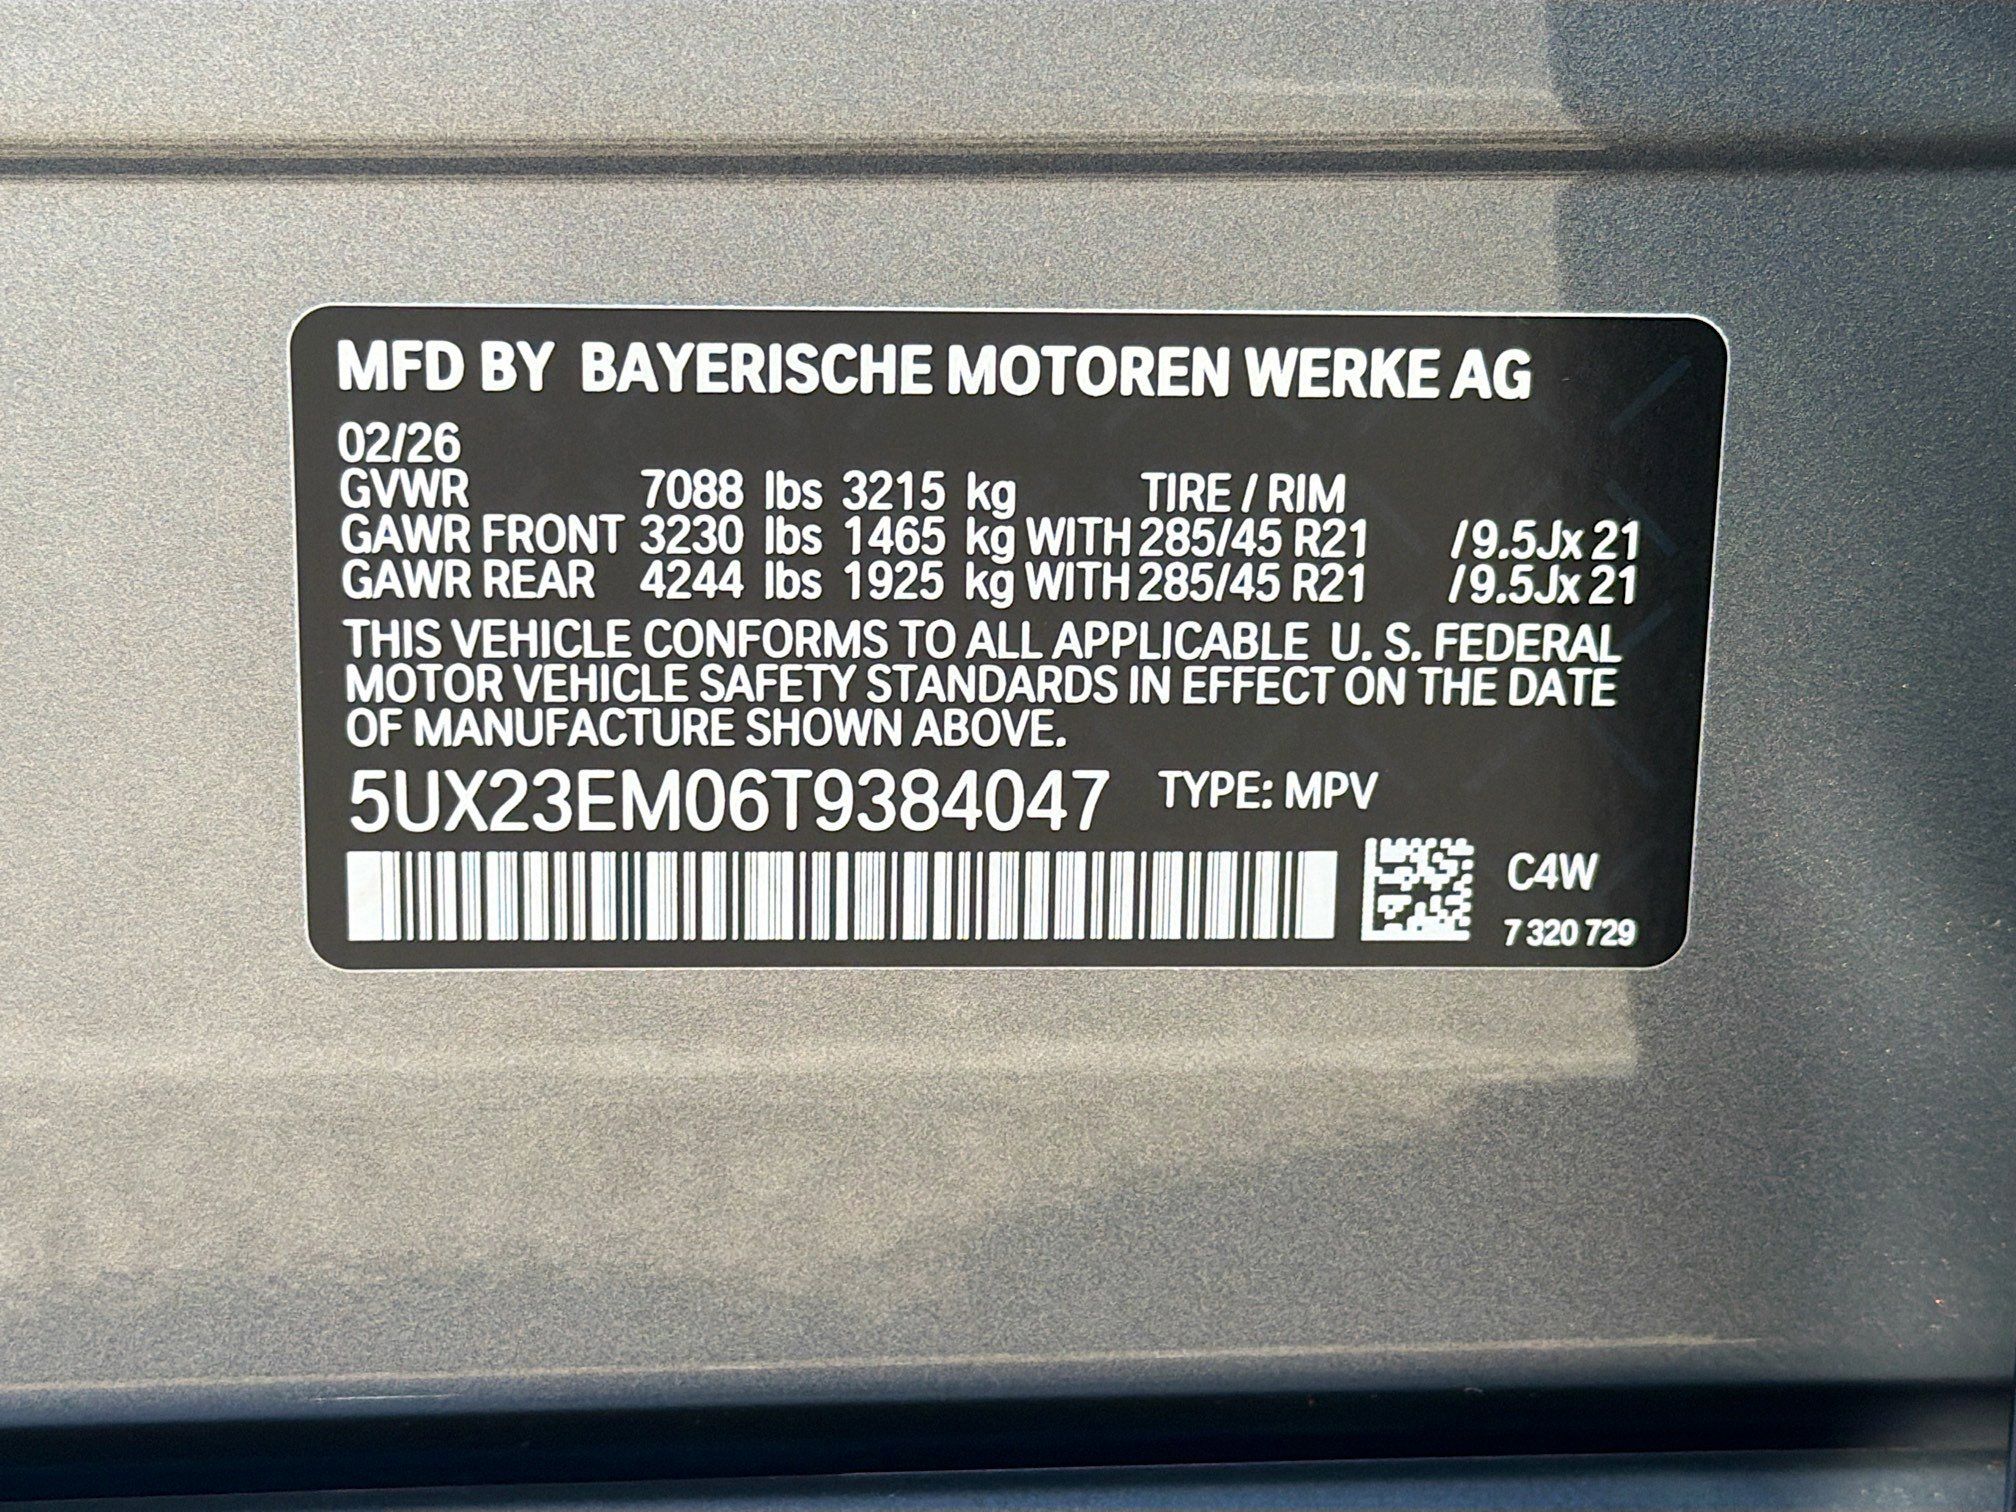 MFD BY BAYERISCHE MOTOREN WERKE AG
02/26
GVWR 7088 lbs 3215 kg TIRE / RIM
GAWR FRONT 3230 lbs 1465 kg WITH 285/45 R21 /9.5Jx 21
GAWR REAR 4244 lbs 1925 kg WITH 285/45 R21 /9.5Jx 21
THIS VEHICLE CONFORMS TO ALL APPLICABLE U. S. FEDERAL
MOTOR VEHICLE SAFETY STANDARDS IN EFFECT ON THE DATE
OF MANUFACTURE SHOWN ABOVE.
5UX23EM06T9384047 TYPE: MPV
C4W
7 320 729